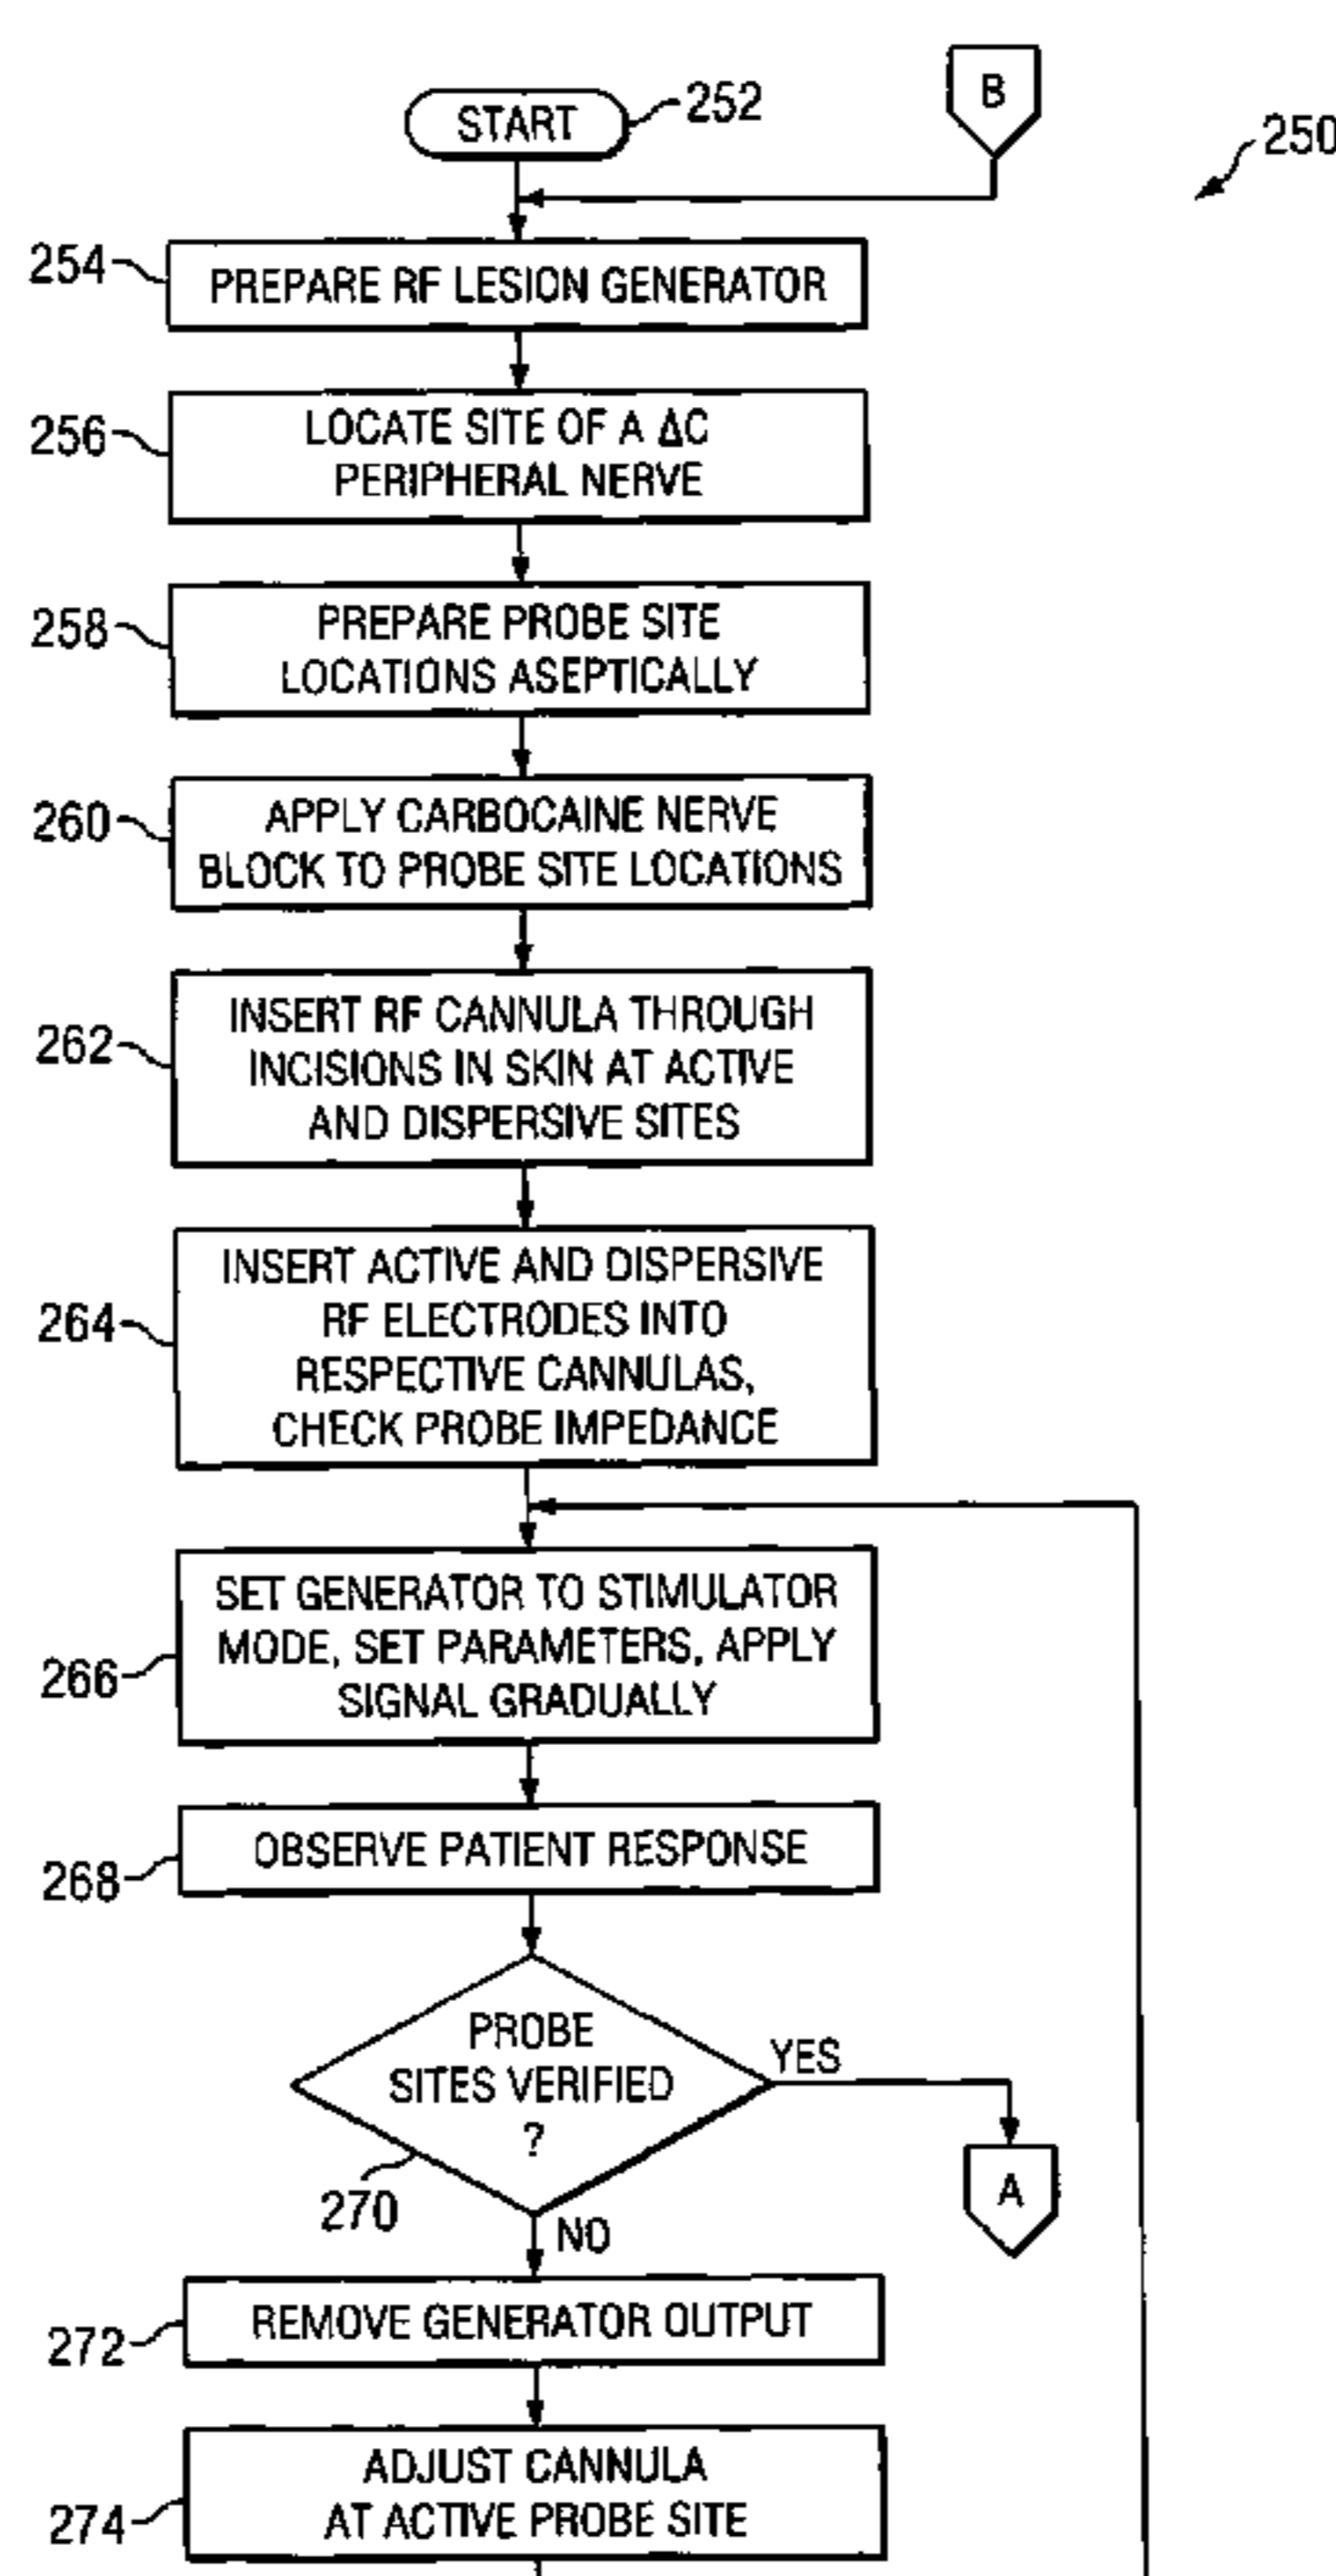 B
START
252
250
254
PREPARE RF LESION GENERATOR
256
LOCATE SITE OF A ΔC
PERIPHERAL NERVE
258
PREPARE PROBE SITE
LOCATIONS ASEPTICALLY
260
APPLY CARBOCAINE NERVE
BLOCK TO PROBE SITE LOCATIONS
262
INSERT RF CANNULA THROUGH
INCISIONS IN SKIN AT ACTIVE
AND DISPERSIVE SITES
264
INSERT ACTIVE AND DISPERSIVE
RF ELECTRODES INTO
RESPECTIVE CANNULAS,
CHECK PROBE IMPEDANCE
266
SET GENERATOR TO STIMULATOR
MODE, SET PARAMETERS, APPLY
SIGNAL GRADUALLY
268
OBSERVE PATIENT RESPONSE
PROBE
SITES VERIFIED
?
YES
A
270
NO
272
REMOVE GENERATOR OUTPUT
274
ADJUST CANNULA
AT ACTIVE PROBE SITE